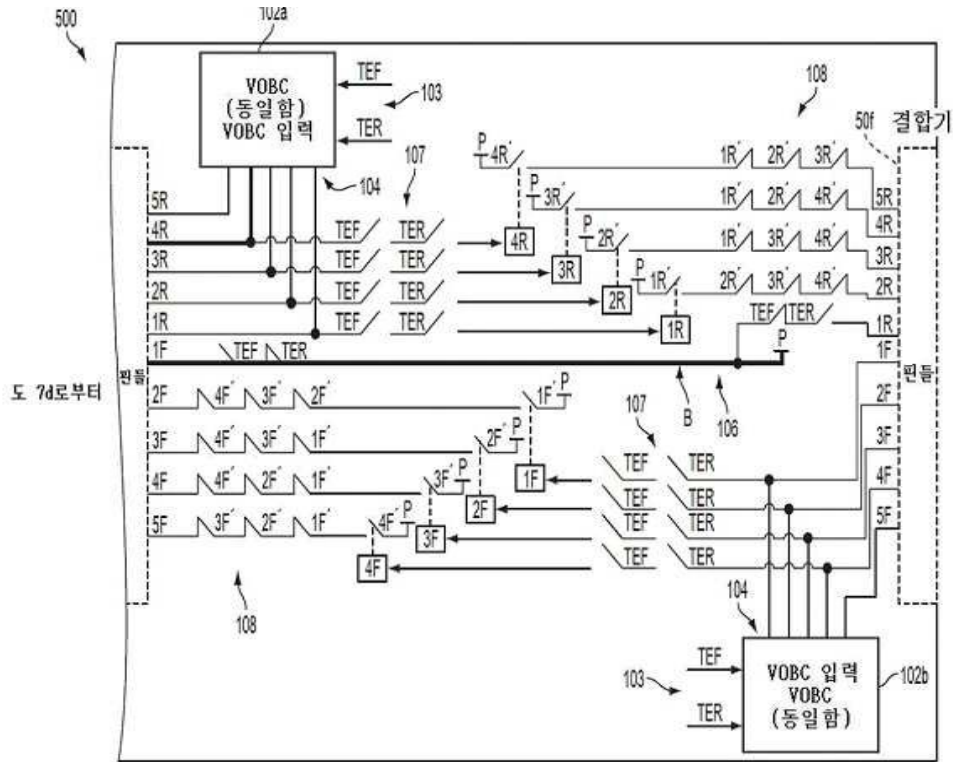 500
102a
VOBC
(동일함)
VOBC 입력
TEF
103
TER
104
107
108
50f 결합기
P 4R′ 1R′ 2R′ 3R′
5R
P 3R′ 1R′ 2R′ 4R′
4R
P 2R′ 1R′ 3R′ 4R′
3R
P 1R′ 2R′ 3R′ 4R′
2R
TEF TER
1R
P
5R
4R TEF TER 4R
3R TEF TER 3R
2R TEF TER 2R
1R TEF TER 1R
1F TEF TER
B
106
핀들
핀들
도 7d로부터
2F 4F′ 3F′ 2F′ 1F′ P
3F 4F′ 3F′ 1F′ 2F′ P
4F 4F′ 2F′ 1F′ 3F′ P
5F 3F′ 2F′ 1F′ 4F′ P
107
1F TEF TER
2F TEF TER
3F TEF TER
4F TEF TER
1F
2F
3F
4F
5F
108
104
TEF
103
TER
VOBC 입력
VOBC
(동일함)
102b